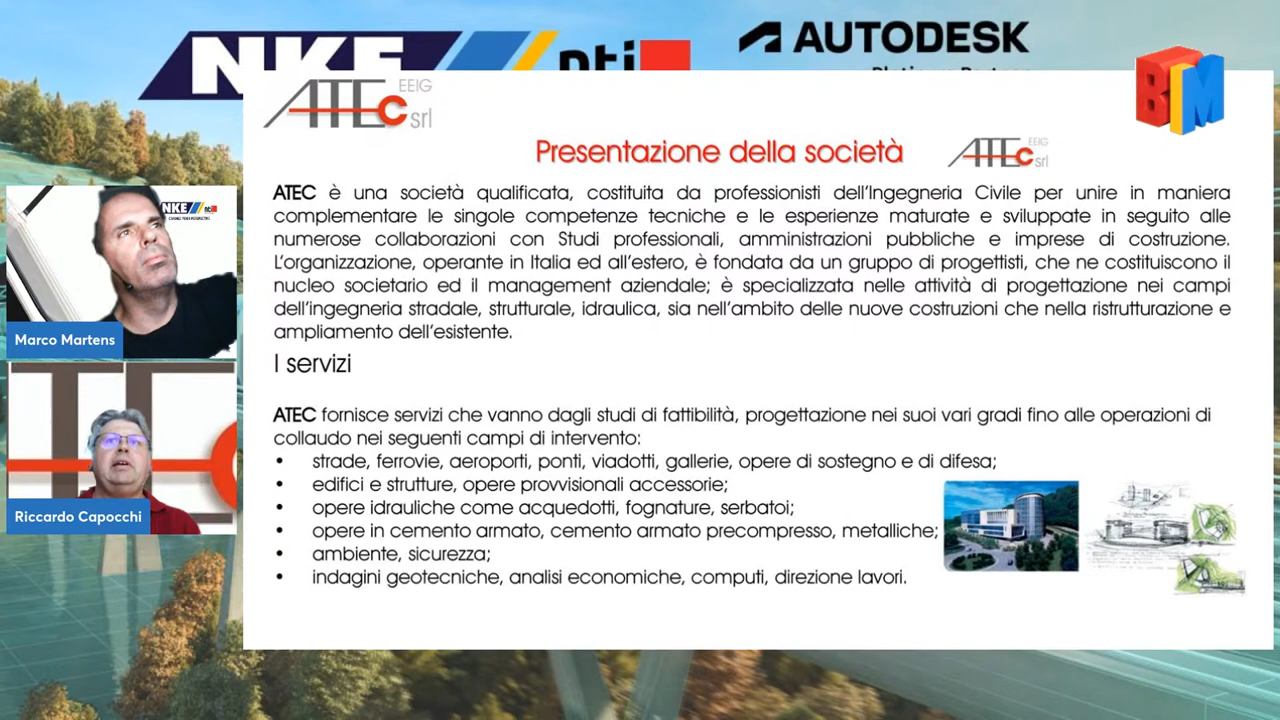 NKE nti
AUTODESK
BIM
ATEC EEIG srl
Presentazione della società
ATEC EEIG srl
ATEC è una società qualificata, costuita da professionisti dell'Ingegneria Civile per unire in maniera
complementare le singole competenze tecniche e le esperienze maturate e sviluppate in seguito alle
numerose collaborazioni con Studi professionali, amministrazioni pubbliche e imprese di costruzione.
L'organizzazione, operante in Italia ed all'estero, è fondata da un gruppo di progettisti, che ne costituiscono il
nucleo societario ed il management aziendale; è specializzata nelle attività di progettazione nei campi
dell'ingegneria stradale, strutturale, idraulica, sia nell'ambito delle nuove costruzioni che nella ristrutturazione e
ampliamento dell'esistente.
I servizi
ATEC fornisce servizi che vanno dagli studi di fattibilità, progettazione nei suoi vari gradi fino alle operazioni di
collaudo nei seguenti campi di intervento:
• strade, ferrovie, aeroporti, ponti, viadotti, gallerie, opere di sostegno e di difesa;
• edifici e strutture, opere provvisionali accessorie;
• opere idrauliche come acquedotti, fognature, serbatoi;
• opere in cemento armato, cemento armato precompresso, metalliche;
• ambiente, sicurezza;
• indagini geotecniche, analisi economiche, computi, direzione lavori.
NKE nti
Marco Martens
Riccardo Capocchi